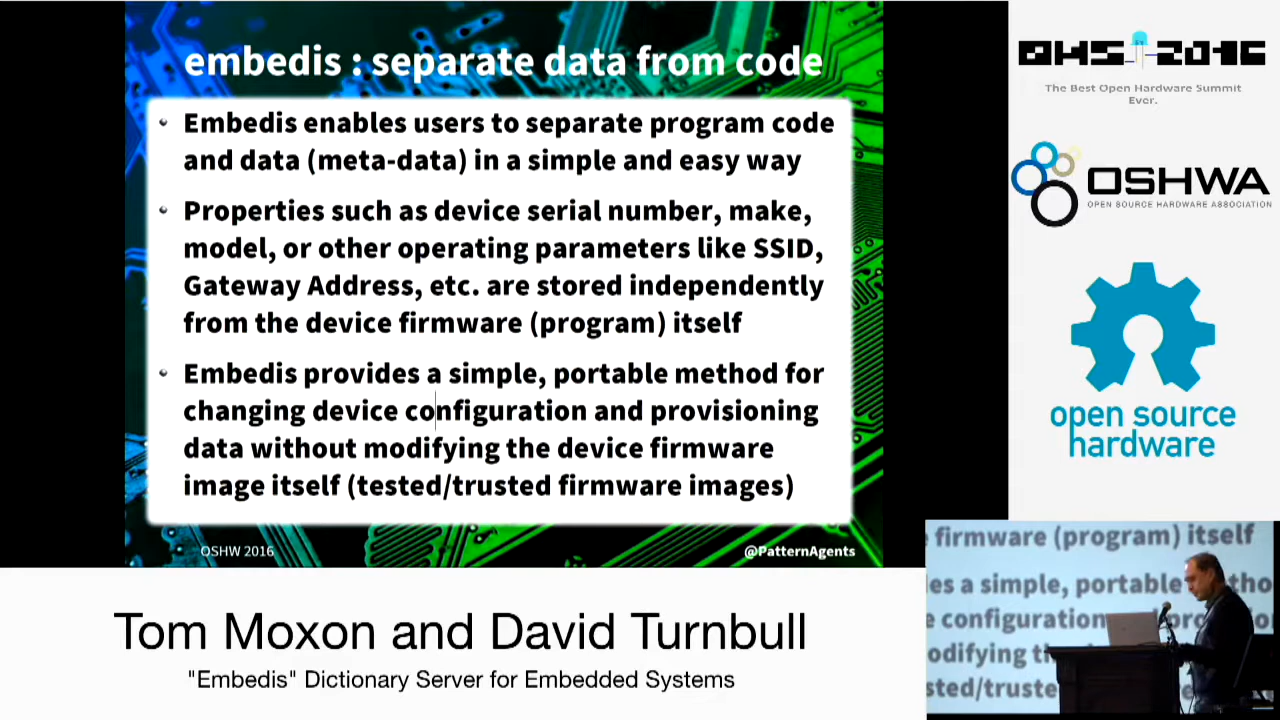 embedis : separate data from code
Embedis enables users to separate program code
and data (meta-data) in a simple and easy way
Properties such as device serial number, make,
model, or other operating parameters like SSID,
Gateway Address, etc. are stored independently
from the device firmware (program) itself
Embedis provides a simple, portable method for
changing device configuration and provisioning
data without modifying the device firmware
image itself (tested/trusted firmware images)
OSHW 2016
@PatternAgents
Tom Moxon and David Turnbull
"Embedis" Dictionary Server for Embedded Systems
OHS 2016
The Best Open Hardware Summit
Ever.
OSHWA
OPEN SOURCE HARDWARE ASSOCIATION
open source
hardware
firmware (program) itself
es a simple, portable
configuration
odifying
sted/truste